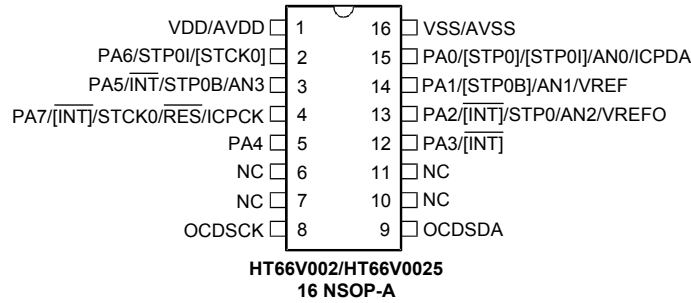 VDD/AVDD 1 16 VSS/AVSS
PA6/STP0I/[STCK0] 2 15 PA0/[STP0]/[STP0I]/AN0/ICPDA
PA5/INT/STP0B/AN3 3 14 PA1/[STP0B]/AN1/VREF
PA7/[INT]/STCK0/RES/ICPCK 4 13 PA2/[INT]/STP0/AN2/VREFO
PA4 5 12 PA3/[INT]
NC 6 11 NC
NC 7 10 NC
OCDSCK 8 9 OCDSDA
HT66V002/HT66V0025
16 NSOP-A